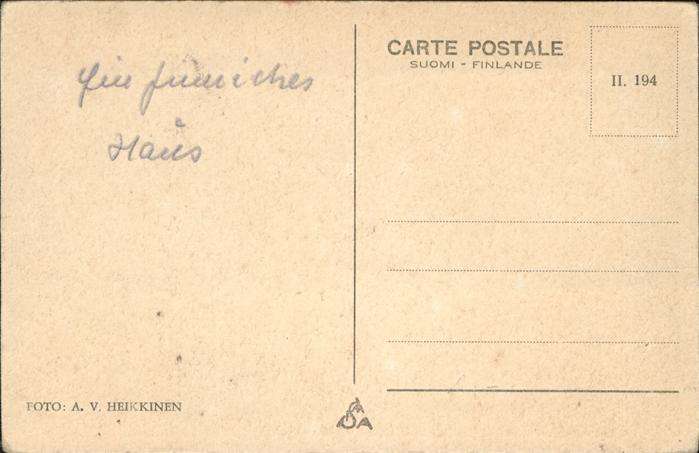 CARTE POSTALE
SUOMI - FINLANDE
II. 194
Ein finnisches
Haus
FOTO: A. V. HEIKKINEN